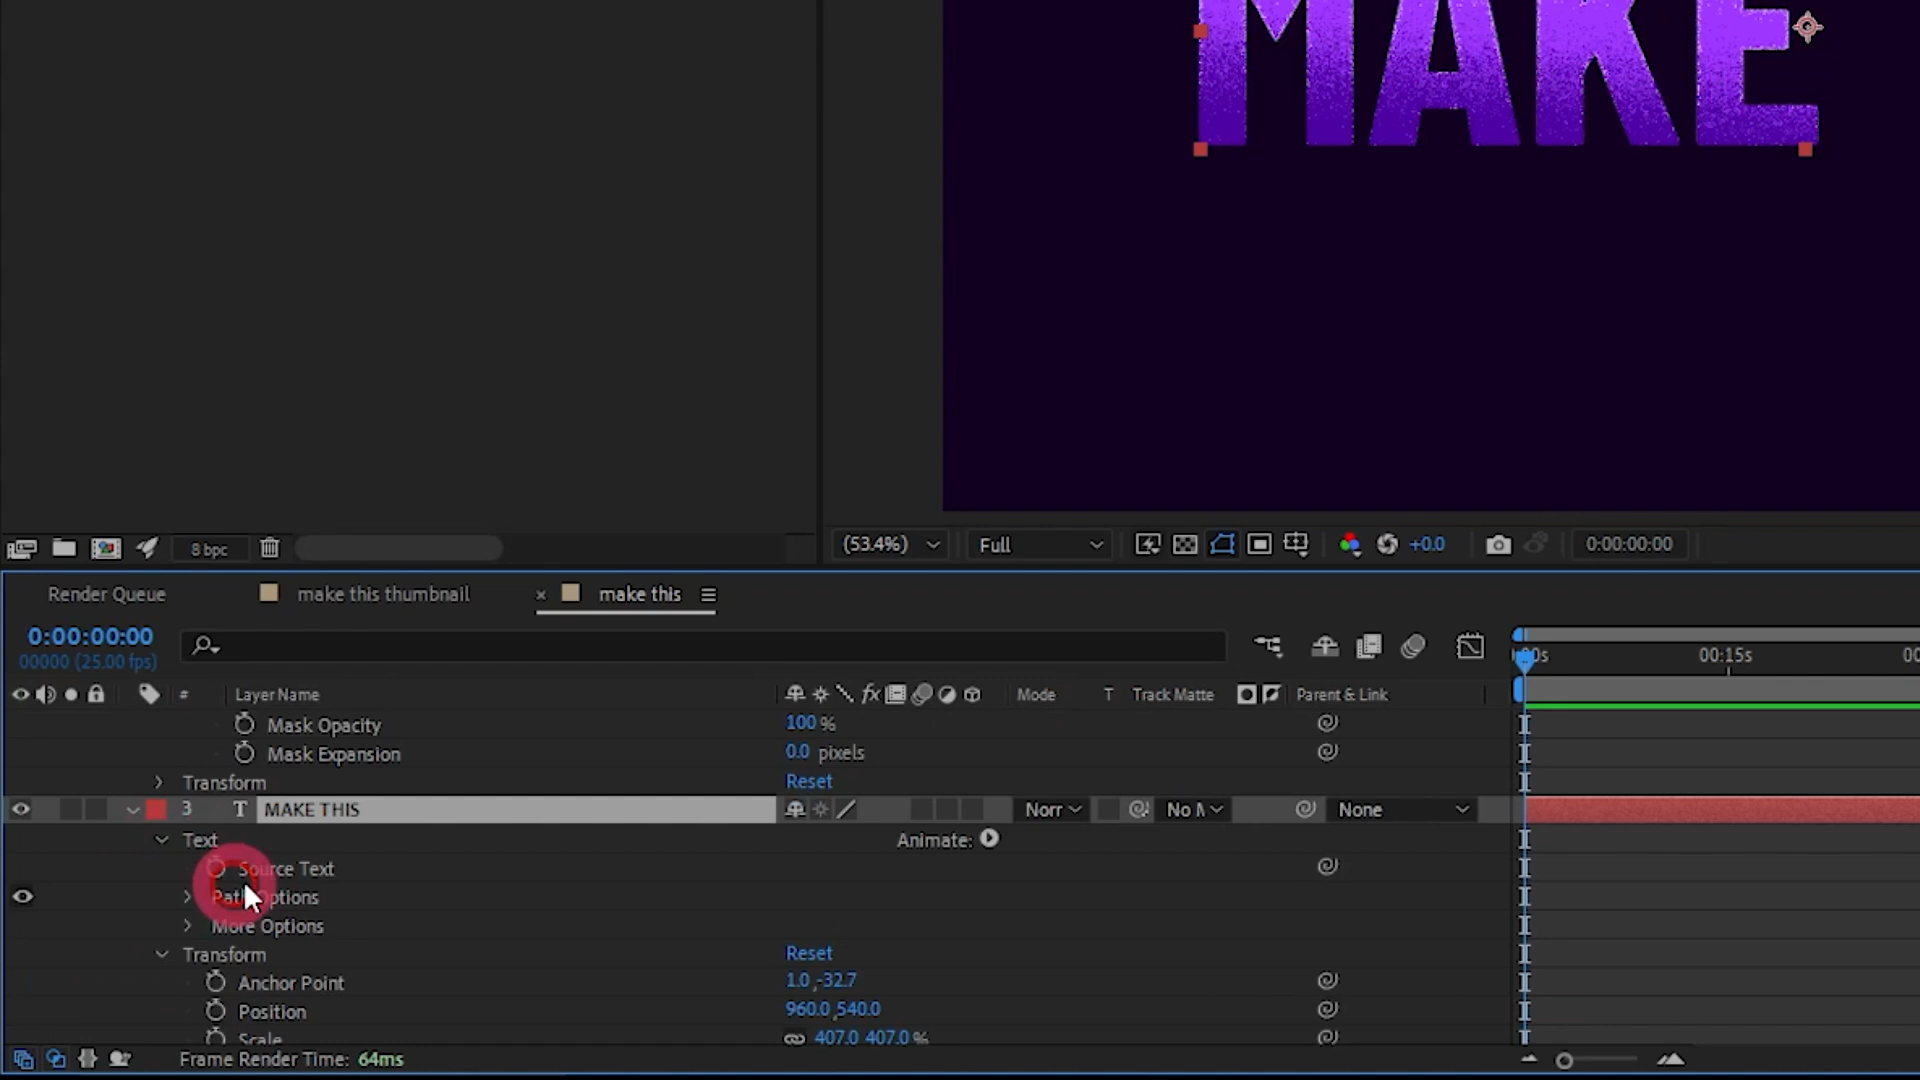 MAKE
8 bpc
(53.4%)
Full
+0.0
0:00:00:00
Render Queue
make this thumbnail
× make this
0:00:00:00
00000 (25.00 fps)
00:15s
# Layer Name
Mode T Track Matte Parent & Link
Mask Opacity 100 %
Mask Expansion 0.0 pixels
Transform Reset
3 T MAKE THIS Norr No M None
Text Animate:
Source Text
Path Options
More Options
Transform Reset
Anchor Point 1.0 ,-32.7
Position 960.0 ,540.0
Scale 407.0 407.0 %
Frame Render Time: 64ms